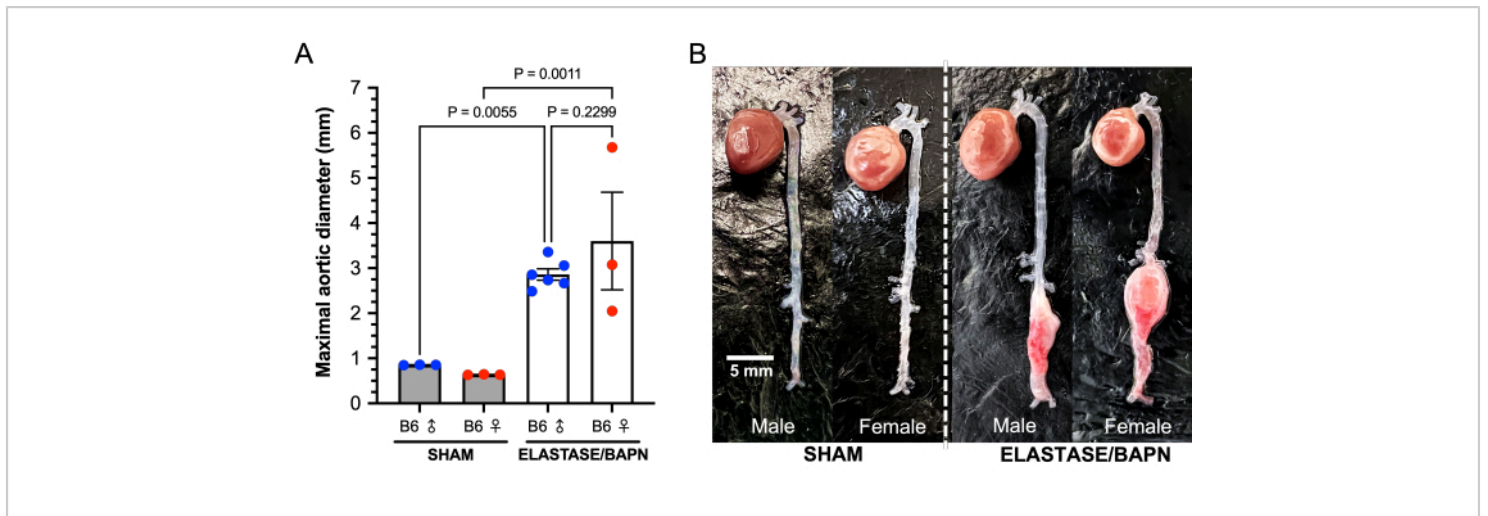 A
B
P = 0.0011
P = 0.0055
P = 0.2299
Maximal aortic diameter (mm)
7
6
5
4
3
2
1
0
B6 ♂
B6 ♀
B6 ♂
B6 ♀
SHAM
ELASTASE/BAPN
5 mm
Male
Female
Male
Female
SHAM
ELASTASE/BAPN